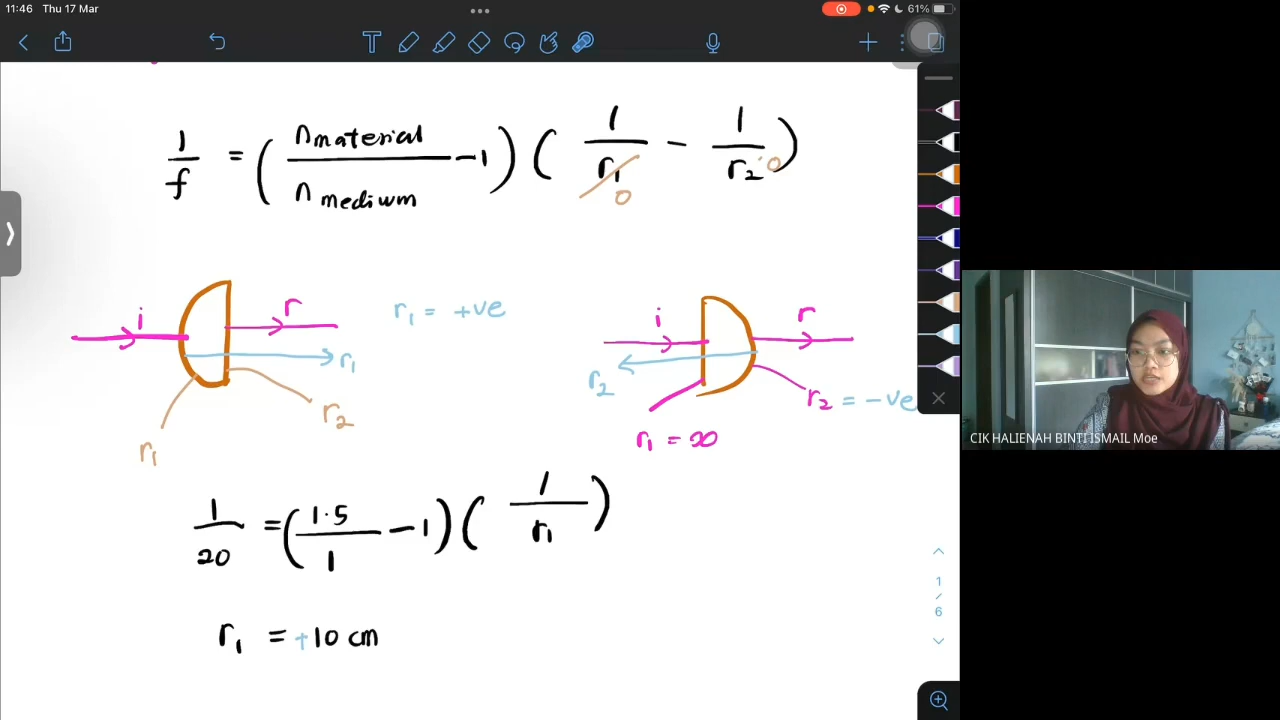 11:46 Thu 17 Mar
61%
1/f = (n material / n medium - 1)( 1/r1 - 1/r2 )
0
0
i
r
r1
r1 = +ve
r2
r1
i
r
r2
r2 = -ve
r1 = ∞
1/20 = (1.5/1 - 1)( 1/r1 )
r1 = +10 cm
1
/
6
CIK HALIENAH BINTI ISMAIL Moe